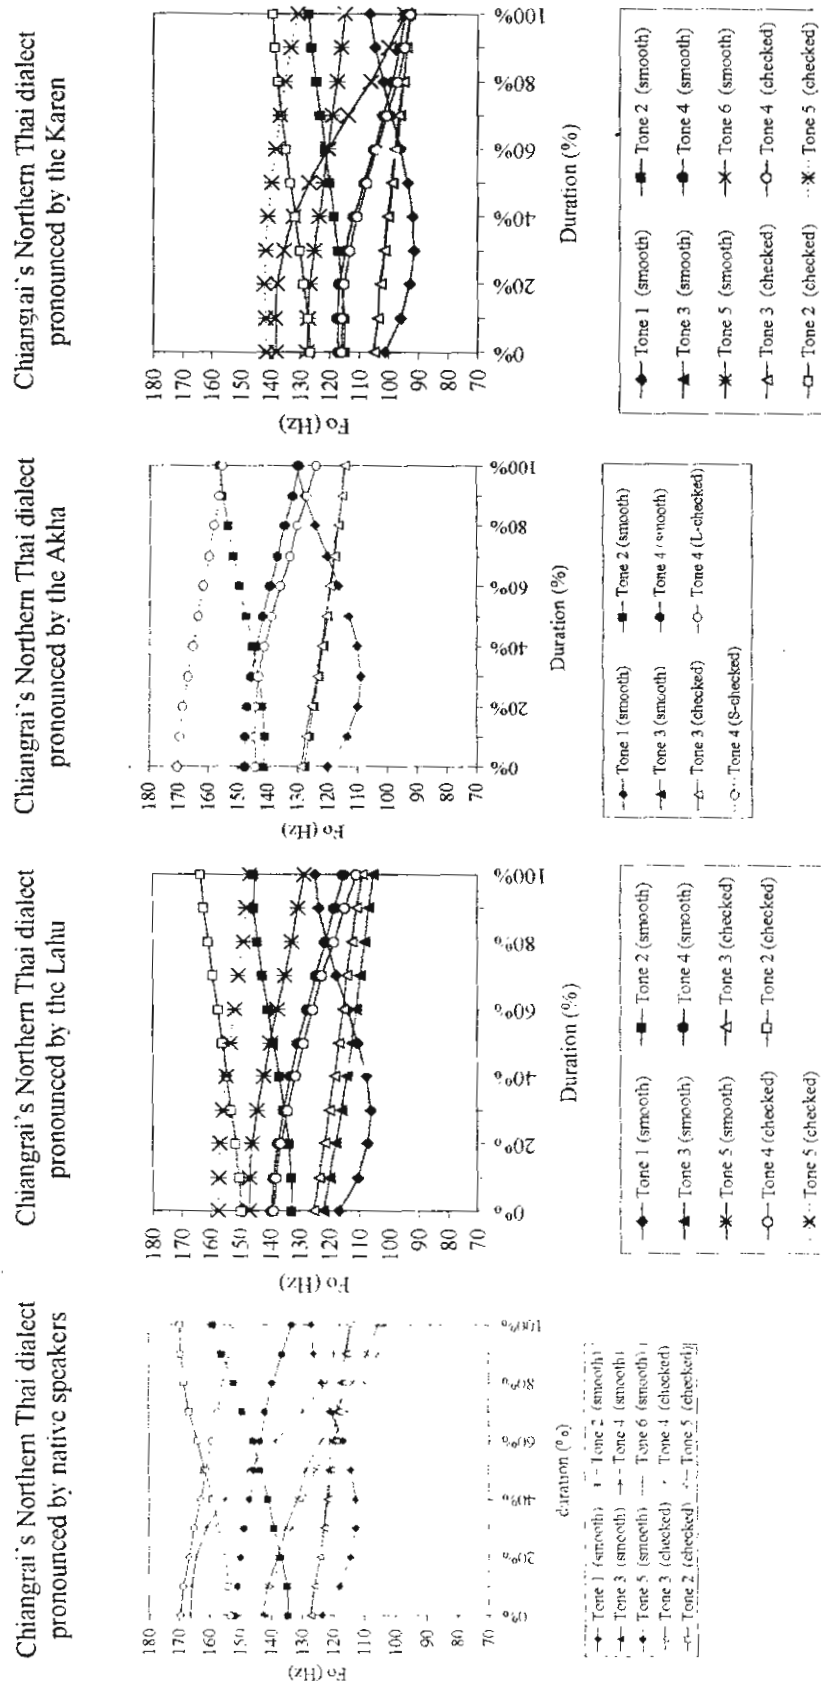 Chiangrai's Northern Thai dialect
pronounced by native speakers
Fo (Hz)
180
170
160
150
140
130
120
110
100
90
80
70
0%
20%
40%
60%
80%
100%
duration (%)
Tone 1 (smooth)
Tone 2 (smooth)
Tone 3 (smooth)
Tone 4 (smooth)
Tone 5 (smooth)
Tone 6 (smooth)
Tone 3 (checked)
Tone 4 (checked)
Tone 2 (checked)
Tone 5 (checked)
Chiangrai's Northern Thai dialect
pronounced by the Lahu
Fo (Hz)
180
170
160
150
140
130
120
110
100
90
80
70
0%
20%
40%
60%
80%
100%
Duration (%)
Tone 1 (smooth)
Tone 2 (smooth)
Tone 3 (smooth)
Tone 4 (smooth)
Tone 5 (smooth)
Tone 3 (checked)
Tone 4 (checked)
Tone 2 (checked)
Tone 5 (checked)
Chiangrai's Northern Thai dialect
pronounced by the Akha
Fo (Hz)
180
170
160
150
140
130
120
110
100
90
80
70
0%
20%
40%
60%
80%
100%
Duration (%)
Tone 1 (smooth)
Tone 2 (smooth)
Tone 3 (smooth)
Tone 4 (smooth)
Tone 3 (checked)
Tone 4 (L-checked)
Tone 4 (S-checked)
Chiangrai's Northern Thai dialect
pronounced by the Karen
Fo (Hz)
180
170
160
150
140
130
120
110
100
90
80
70
0%
20%
40%
60%
80%
100%
Duration (%)
Tone 1 (smooth)
Tone 2 (smooth)
Tone 3 (smooth)
Tone 4 (smooth)
Tone 5 (smooth)
Tone 6 (smooth)
Tone 3 (checked)
Tone 4 (checked)
Tone 2 (checked)
Tone 5 (checked)